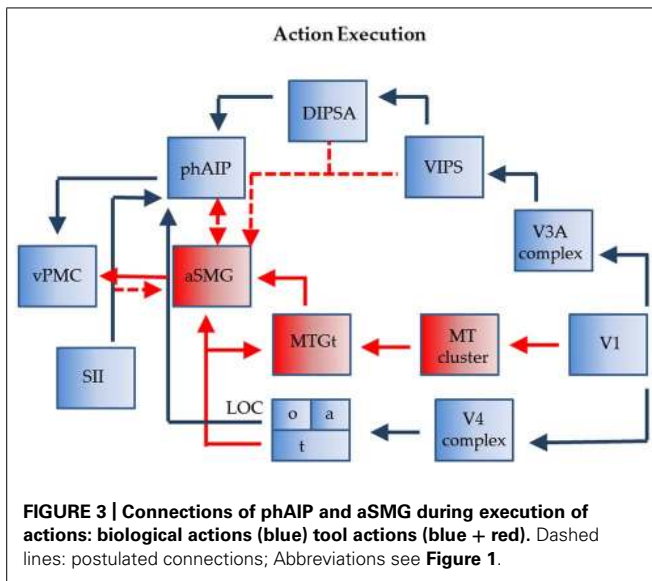 Action Execution
DIPSA
phAIP
VIPS
V3A
complex
vPMC
aSMG
MTGt
MT
cluster
V1
SII
LOC
o a
t
V4
complex
FIGURE 3 | Connections of phAIP and aSMG during execution of
actions: biological actions (blue) tool actions (blue + red). Dashed
lines: postulated connections; Abbreviations see Figure 1.